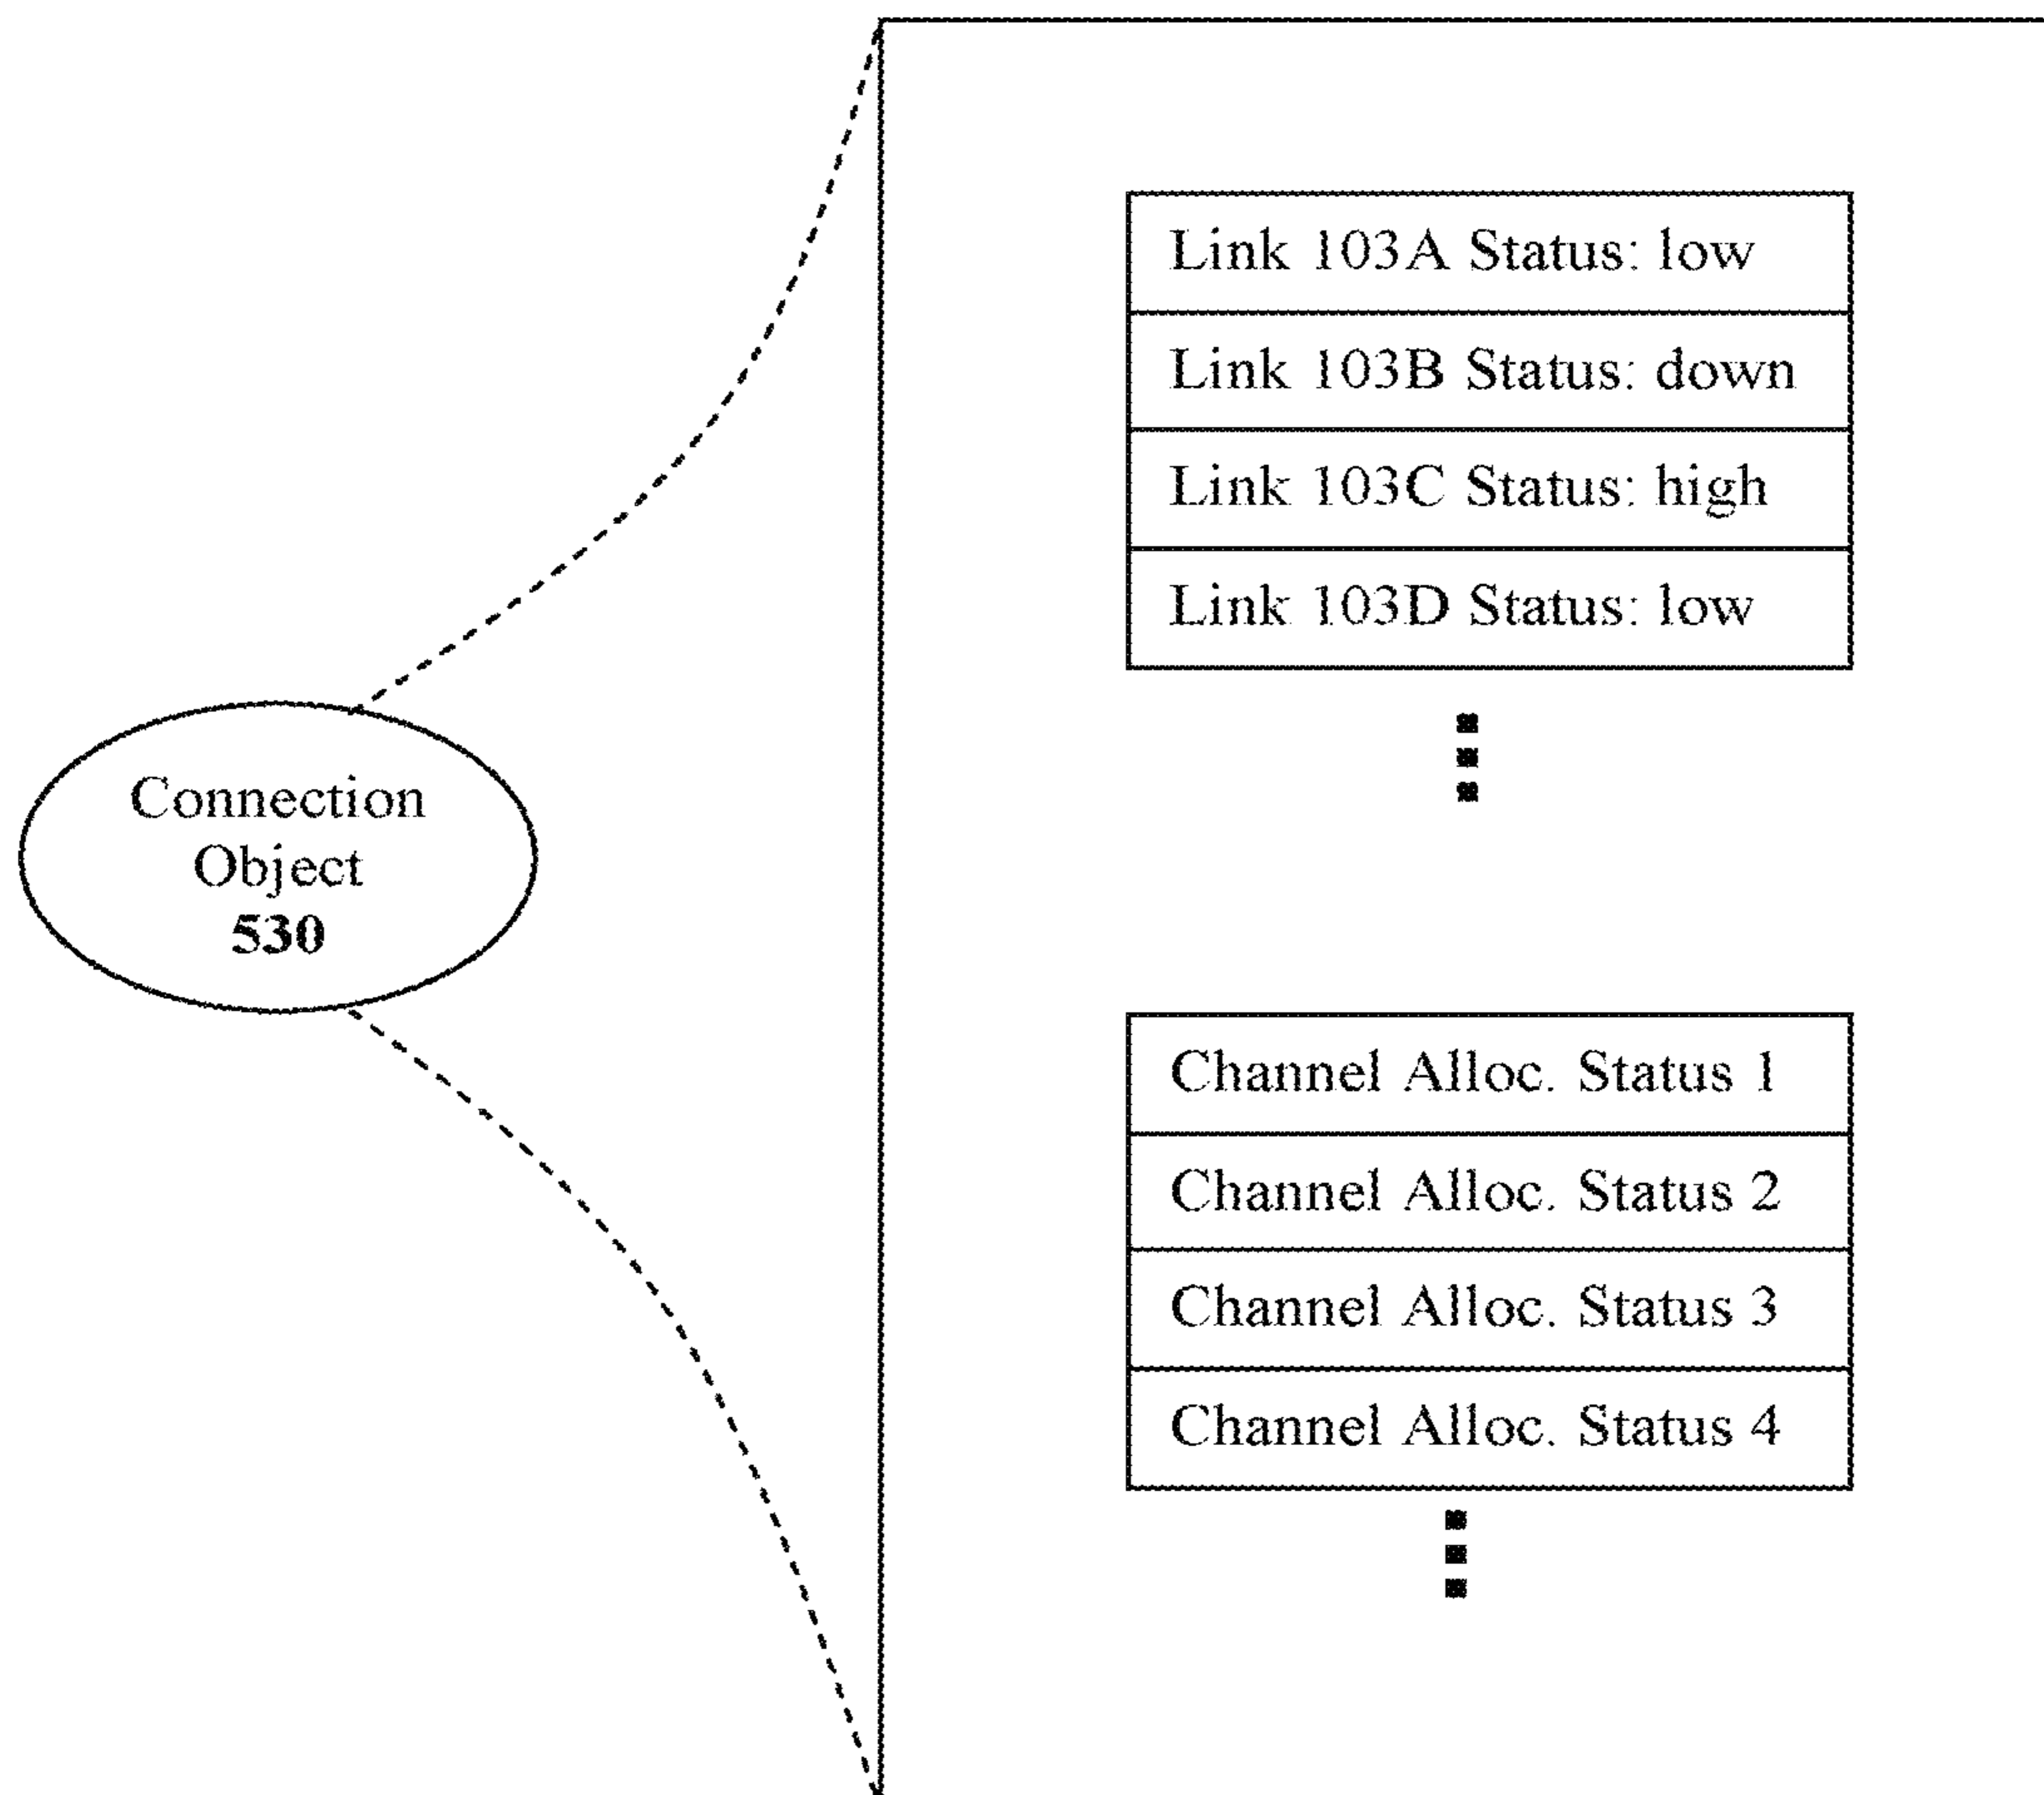 Link 103A Status: low
Link 103B Status: down
Link 103C Status: high
Link 103D Status: low
Connection
Object
530
Channel Alloc. Status 1
Channel Alloc. Status 2
Channel Alloc. Status 3
Channel Alloc. Status 4